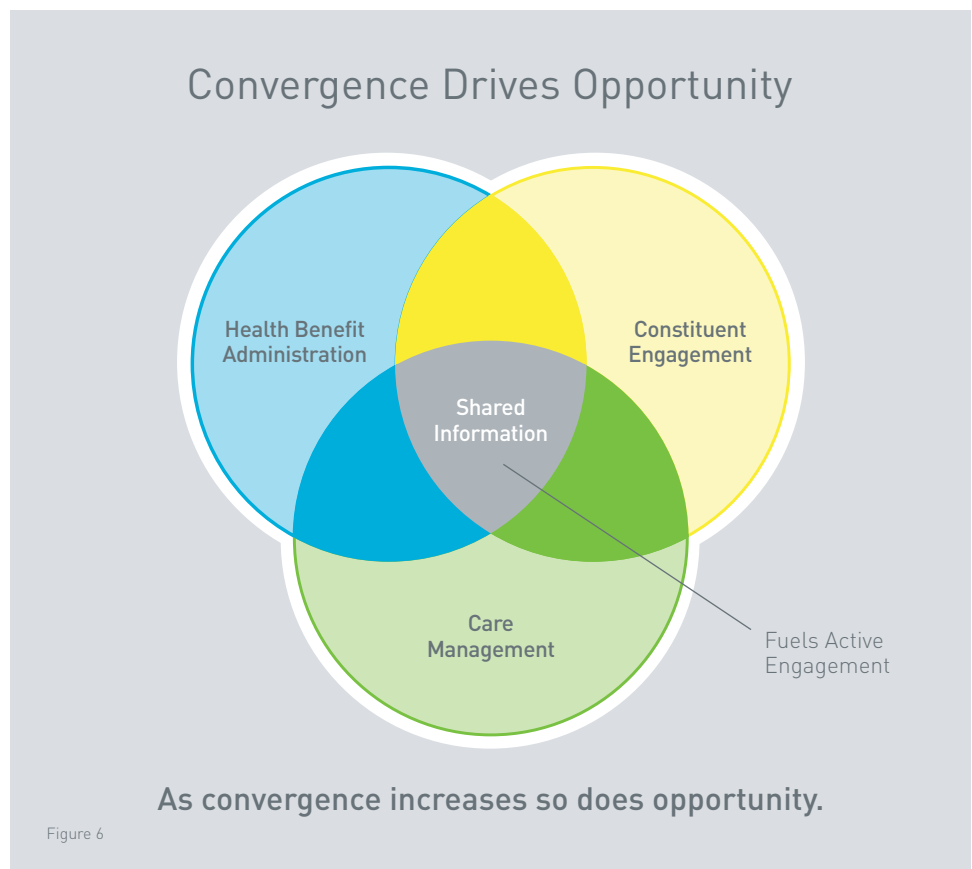 Convergence Drives Opportunity
Health Benefit
Administration
Constituent
Engagement
Shared
Information
Care
Management
Fuels Active
Engagement
As convergence increases so does opportunity.
Figure 6